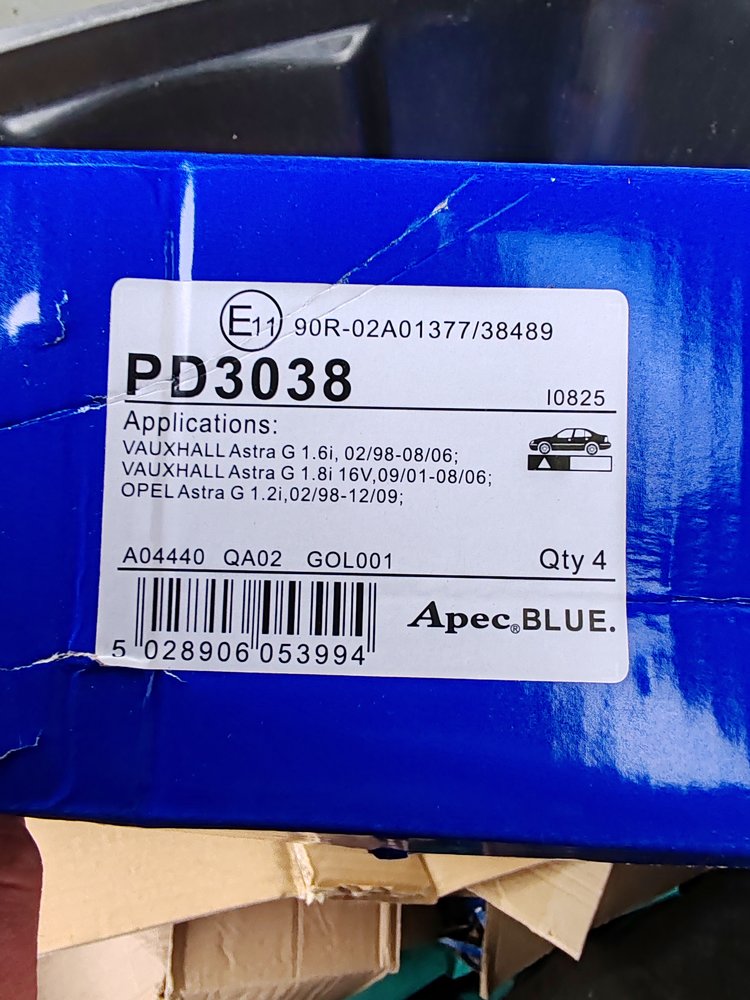 E11 90R-02A01377/38489
PD3038
I0825
Applications:
VAUXHALL Astra G 1.6i, 02/98-08/06;
VAUXHALL Astra G 1.8i 16V,09/01-08/06;
OPEL Astra G 1.2i,02/98-12/09;
A04440 QA02 GOL001 Qty 4
Apec® BLUE.
5 028906 053994